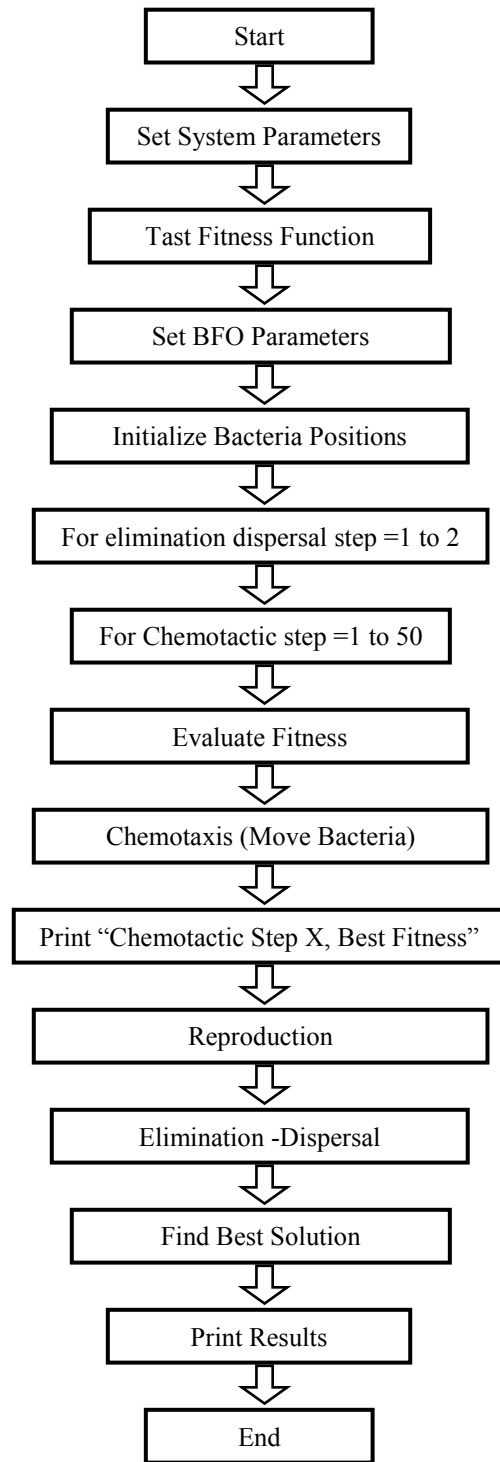 Start
Set System Parameters
Tast Fitness Function
Set BFO Parameters
Initialize Bacteria Positions
For elimination dispersal step =1 to 2
For Chemotactic step =1 to 50
Evaluate Fitness
Chemotaxis (Move Bacteria)
Print “Chemotactic Step X, Best Fitness”
Reproduction
Elimination -Dispersal
Find Best Solution
Print Results
End